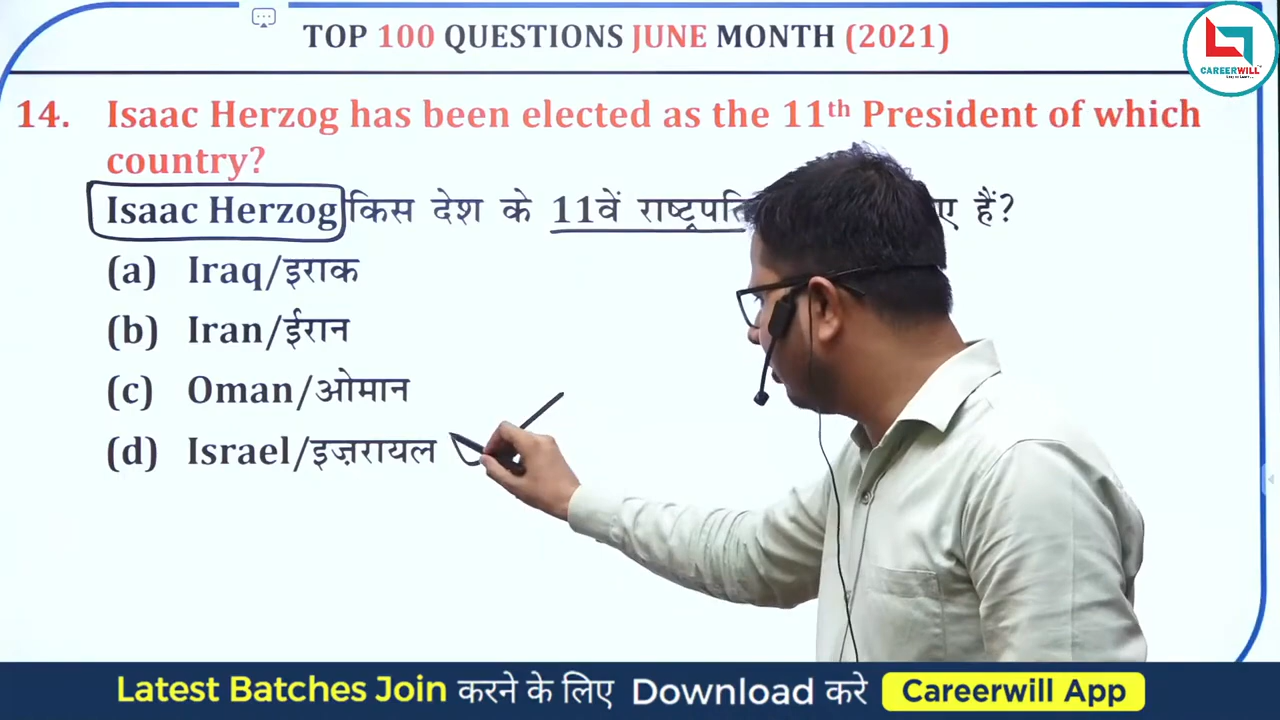 TOP 100 QUESTIONS JUNE MONTH (2021)
CAREERWILL
14. Isaac Herzog has been elected as the 11th President of which
country?
Isaac Herzog किस देश के 11वें राष्ट्रपति हैं?
(a) Iraq/इराक
(b) Iran/ईरान
(c) Oman/ओमान
(d) Israel/इज़रायल
Latest Batches Join करने के लिए Download करे Careerwill App